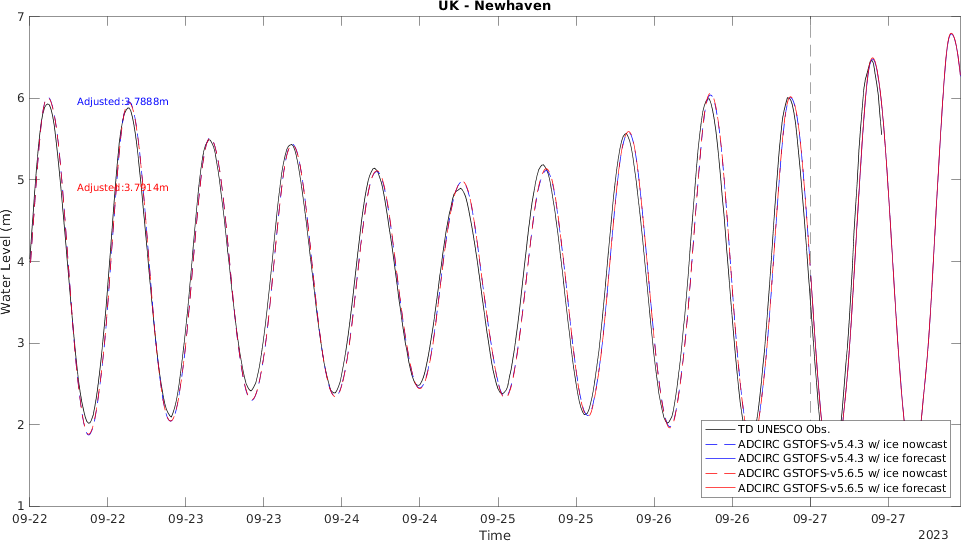 UK - Newhaven
7
6
5
4
3
2
1
Water Level (m)
Adjusted:3.7888m
Adjusted:3.7914m
TD UNESCO Obs.
ADCIRC GSTOFS-v5.4.3 w/ ice nowcast
ADCIRC GSTOFS-v5.4.3 w/ ice forecast
ADCIRC GSTOFS-v5.6.5 w/ ice nowcast
ADCIRC GSTOFS-v5.6.5 w/ ice forecast
09-22 09-22 09-23 09-23 09-24 09-24 09-25 09-25 09-26 09-26 09-27 09-27
Time
2023